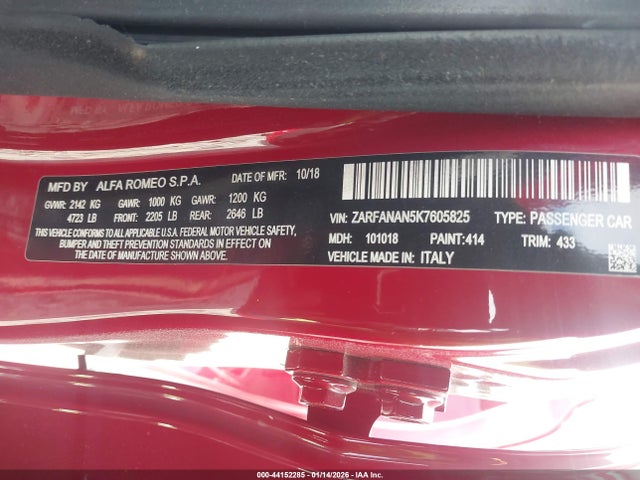 MFD BY ALFA ROMEO S.P.A. DATE OF MFR 10/18
GVWR: 2142 KG GAWR: 1000 KG GAWR: 1200 KG
4723 LB FRONT: 2205 LB REAR: 2646 LB
THIS VEHICLE CONFORMS TO ALL APPLICABLE U.S.A. FEDERAL MOTOR VEHICLE SAFETY,
BUMPER AND THEFT PREVENTION STANDARDS IN EFFECT ON THE DATE OF MANUFACTURE SHOWN ABOVE.
VIN: ZARFANAN5K7605825 TYPE: PASSENGER CAR
MDH: 101018 PAINT: 414 TRIM: 433
VEHICLE MADE IN: ITALY
000-44152285 - 01/14/2026 - IAA Inc.